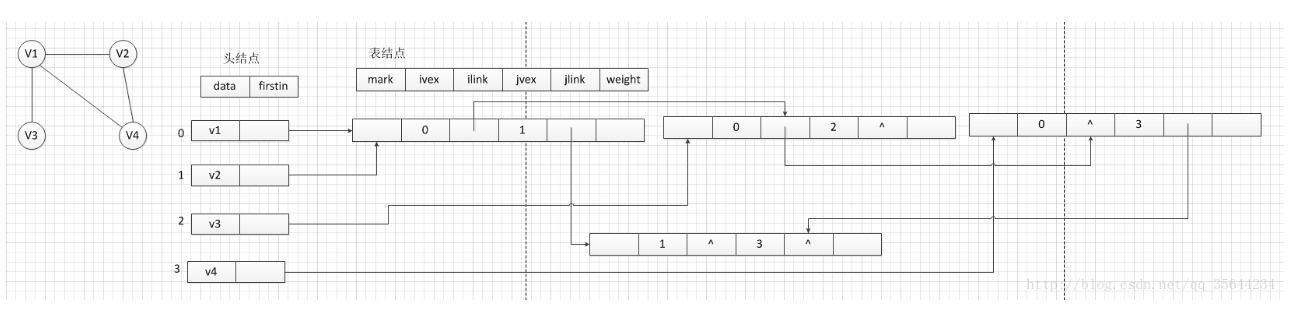 V1 V2
头结点 表结点
data firstin mark ivex ilink jvex jlink weight
V3 V4
0 v1 0 1 0 2 ^ 0 ^ 3
1 v2
2 v3
1 ^ 3 ^
3 v4
http://blog.csdn.net/qq_35644234